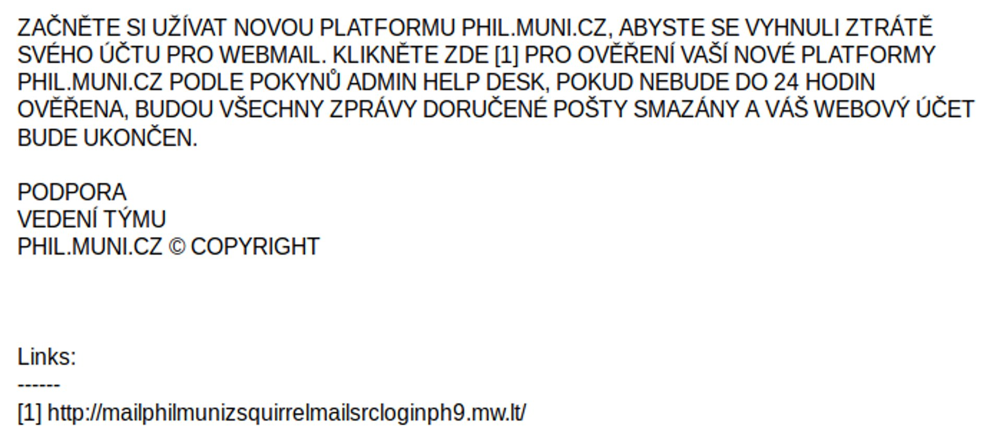 ZAČNĚTE SI UŽÍVAT NOVOU PLATFORMU PHIL.MUNI.CZ, ABYSTE SE VYHNULI ZTRÁTĚ
SVÉHO ÚČTU PRO WEBMAIL. KLIKNĚTE ZDE [1] PRO OVĚŘENÍ VAŠÍ NOVÉ PLATFORMY
PHIL.MUNI.CZ PODLE POKYNŮ ADMIN HELP DESK, POKUD NEBUDE DO 24 HODIN
OVĚŘENA, BUDOU VŠECHNY ZPRÁVY DORUČENÉ POŠTY SMAZÁNY A VÁŠ WEBOVÝ ÚČET
BUDE UKONČEN.
PODPORA
VEDENÍ TÝMU
PHIL.MUNI.CZ © COPYRIGHT
Links:
------
[1] http://mailphilmunizsquirrelmailsrcloginph9.mw.lt/